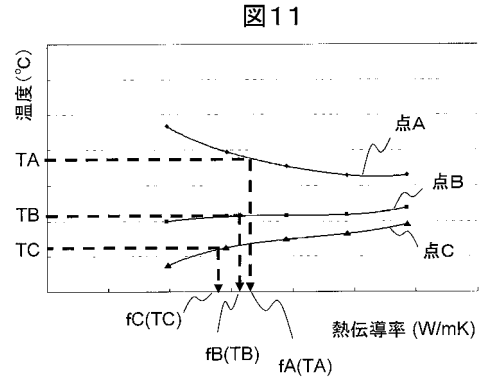 図11
温度(℃)
点A
TA
点B
TB
TC
点C
fC(TC)
熱伝導率 (W/mK)
fB(TB)
fA(TA)